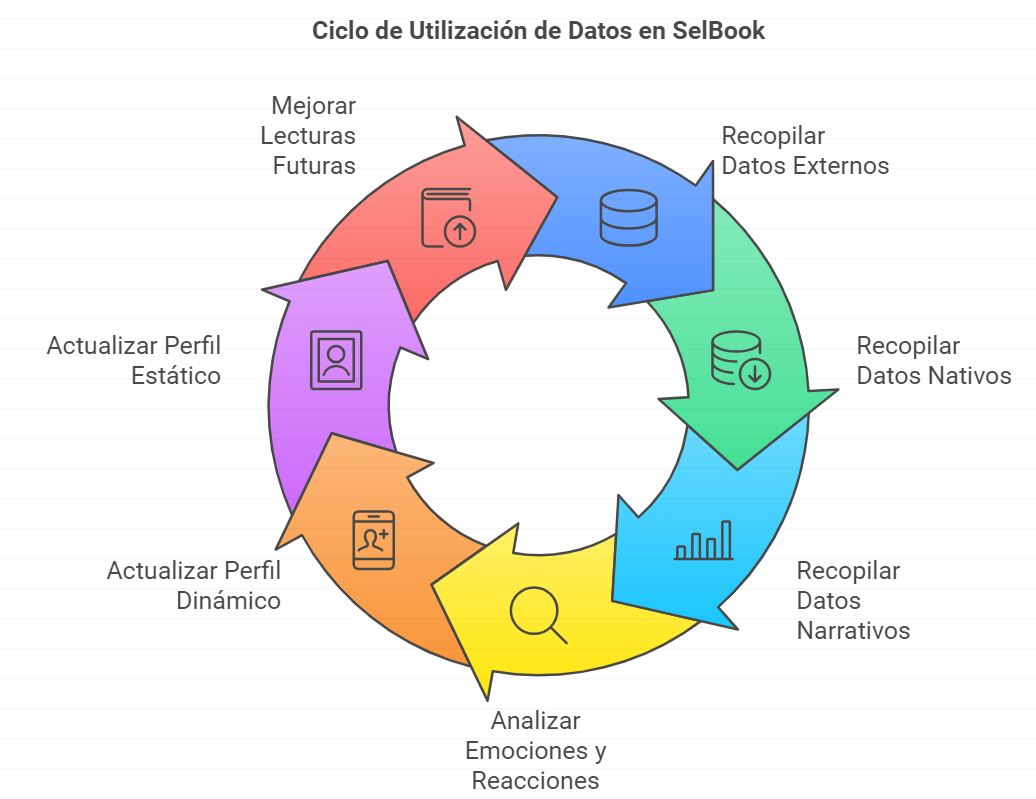 Ciclo de Utilización de Datos en SelBook
Mejorar
Lecturas
Futuras
Recopilar
Datos Externos
Actualizar Perfil
Estático
Recopilar
Datos Nativos
Actualizar Perfil
Dinámico
Recopilar
Datos
Narrativos
Analizar
Emociones y
Reacciones